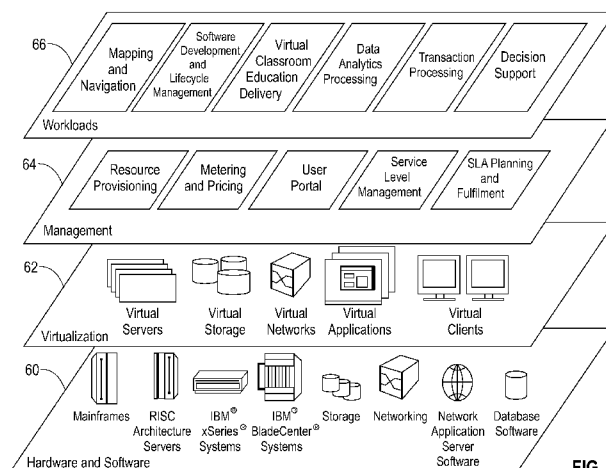 66
Mapping
and
Navigation
Software
Development
and
Lifecycle
Management
Virtual
Classroom
Education
Delivery
Data
Analytics
Processing
Transaction
Processing
Decision
Support
Workloads
64
Resource
Provisioning
Metering
and Pricing
User
Portal
Service
Level
Management
SLA Planning
and
Fulfilment
Management
62
Virtual
Servers
Virtual
Storage
Virtual
Networks
Virtual
Applications
Virtual
Clients
Virtualization
60
Mainframes
RISC
Architecture
Servers
IBM®
xSeries®
Systems
IBM®
BladeCenter®
Systems
Storage
Networking
Network
Application
Server
Software
Database
Software
Hardware and Software
FIG